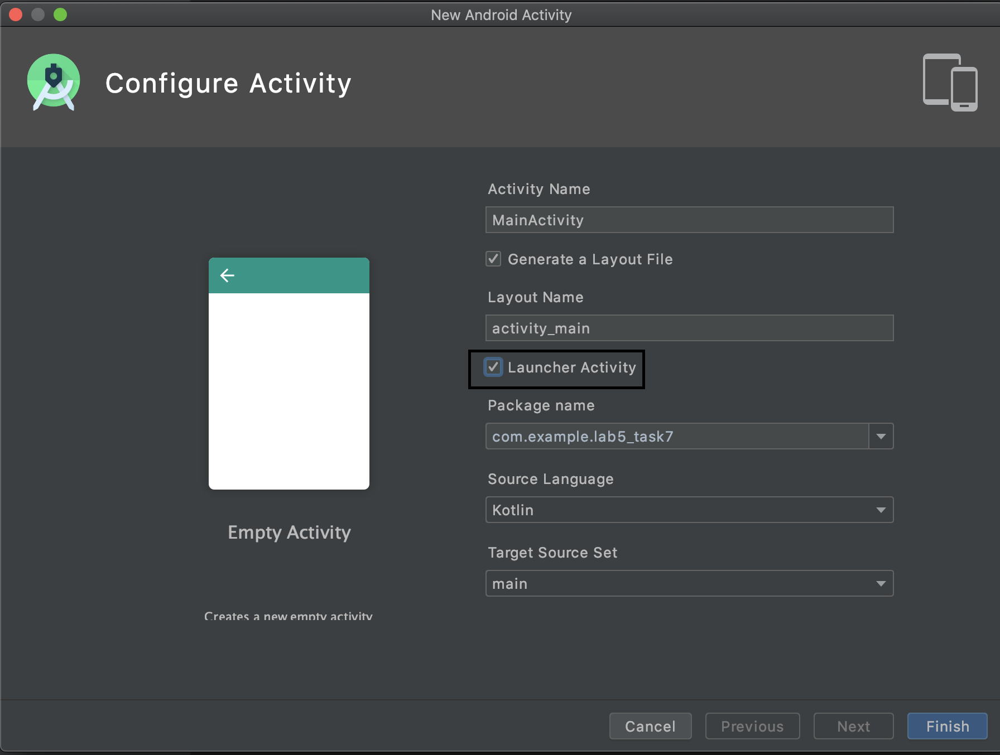 New Android Activity
Configure Activity
Activity Name
MainActivity
Generate a Layout File
Layout Name
activity_main
Launcher Activity
Package name
com.example.lab5_task7
Source Language
Kotlin
Target Source Set
main
Empty Activity
Creates a new empty activity
Cancel
Previous
Next
Finish